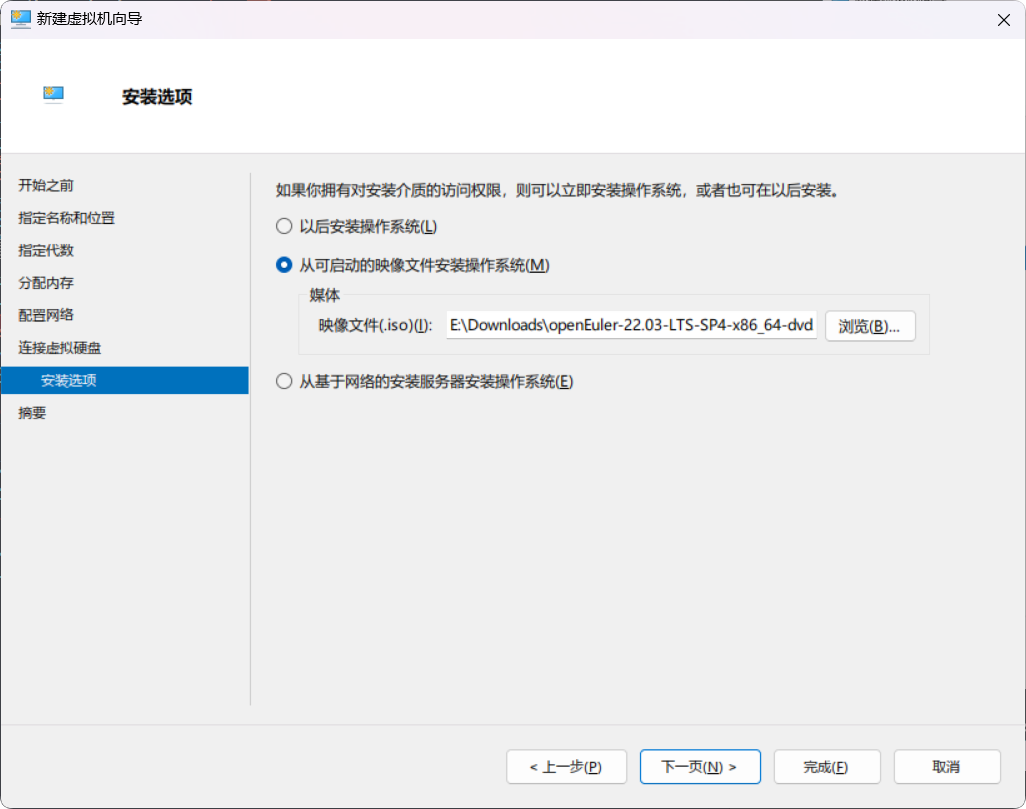 新建虚拟机向导
安装选项
开始之前
指定名称和位置
指定代数
分配内存
配置网络
连接虚拟硬盘
安装选项
摘要
如果你拥有对安装介质的访问权限，则可以立即安装操作系统，或者也可在以后安装。
以后安装操作系统(L)
从可启动的映像文件安装操作系统(M)
媒体
映像文件(.iso)(I): E:\Downloads\openEuler-22.03-LTS-SP4-x86_64-dvd 浏览(B)...
从基于网络的安装服务器安装操作系统(E)
< 上一步(P) 下一页(N) > 完成(F) 取消